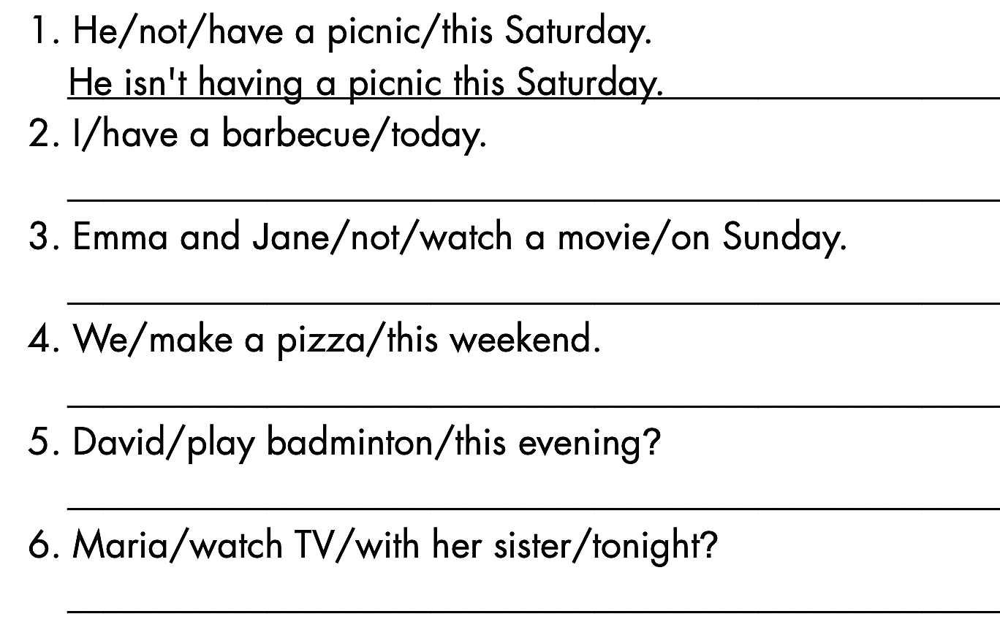 1. He/not/have a picnic/this Saturday.
He isn't having a picnic this Saturday.
2. I/have a barbecue/today.
3. Emma and Jane/not/watch a movie/on Sunday.
4. We/make a pizza/this weekend.
5. David/play badminton/this evening?
6. Maria/watch TV/with her sister/tonight?